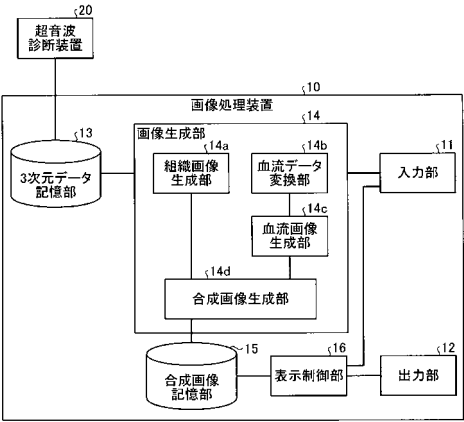 20
超音波
診断装置
10
画像処理装置
13
3次元データ
記憶部
14
画像生成部
14a
組織画像
生成部
14b
血流データ
変換部
14c
血流画像
生成部
14d
合成画像生成部
11
入力部
15
合成画像
記憶部
16
表示制御部
12
出力部